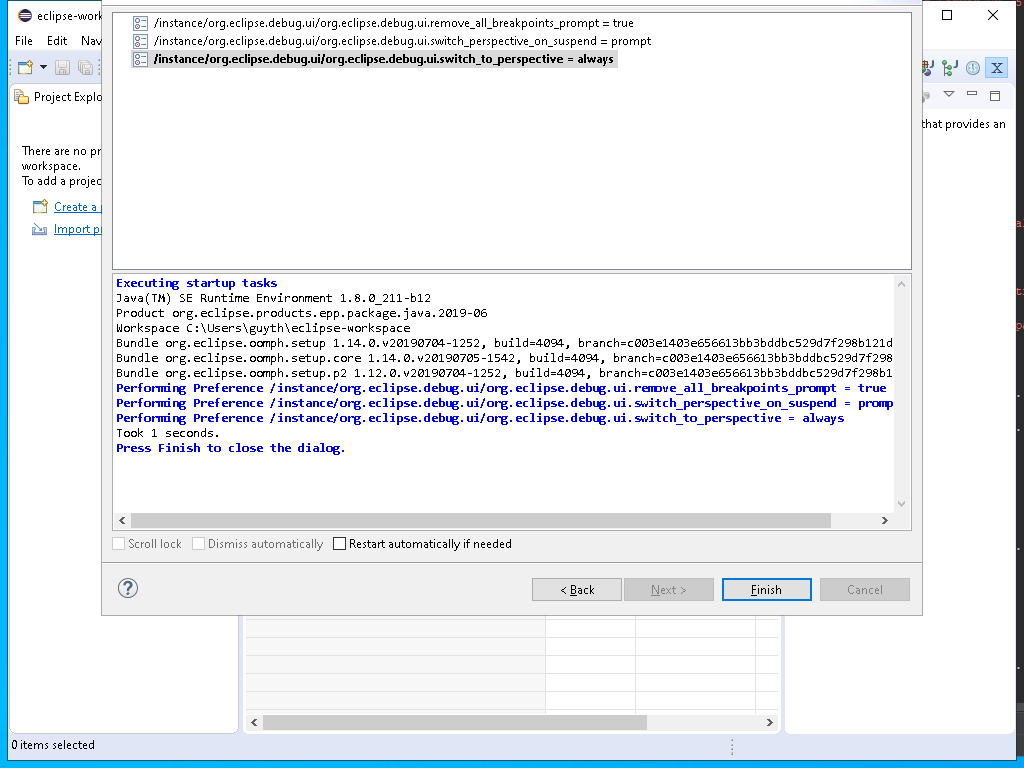 eclipse-work
/instance/org.eclipse.debug.ui/org.eclipse.debug.ui.remove_all_breakpoints_prompt = true
/instance/org.eclipse.debug.ui/org.eclipse.debug.ui.switch_perspective_on_suspend = prompt
/instance/org.eclipse.debug.ui/org.eclipse.debug.ui.switch_to_perspective = always
File Edit Nav
Project Explo
that provides an
There are no pr
workspace.
To add a projec
Create a p
Import pr
Executing startup tasks
Java(TM) SE Runtime Environment 1.8.0_211-b12
Product org.eclipse.products.epp.package.java.2019-06
Workspace C:\Users\guyth\eclipse-workspace
Bundle org.eclipse.oomph.setup 1.14.0.v20190704-1252, build=4094, branch=c003e1403e656613bb3bddbc529d7f298b121d
Bundle org.eclipse.oomph.setup.core 1.14.0.v20190705-1542, build=4094, branch=c003e1403e656613bb3bddbc529d7f298
Bundle org.eclipse.oomph.setup.p2 1.12.0.v20190704-1252, build=4094, branch=c003e1403e656613bb3bddbc529d7f298b1
Performing Preference /instance/org.eclipse.debug.ui/org.eclipse.debug.ui.remove_all_breakpoints_prompt = true
Performing Preference /instance/org.eclipse.debug.ui/org.eclipse.debug.ui.switch_perspective_on_suspend = promp
Performing Preference /instance/org.eclipse.debug.ui/org.eclipse.debug.ui.switch_to_perspective = always
Took 1 seconds.
Press Finish to close the dialog.
Scroll lock Dismiss automatically Restart automatically if needed
? < Back Next > Finish Cancel
0 items selected